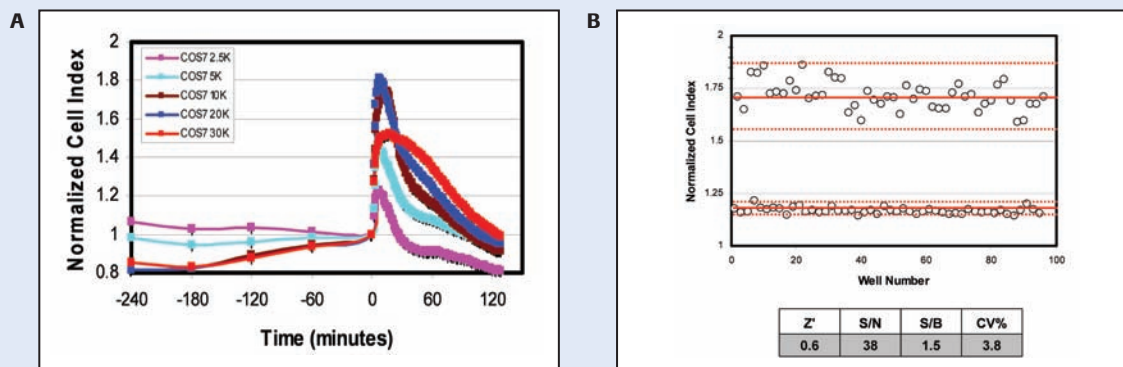 A
Normalized Cell Index
2
1.8
1.6
1.4
1.2
1
0.8
COS7 2.5K
COS7 5K
COS7 10K
COS7 20K
COS7 30K
-240 -180 -120 -60 0 60 120
Time (minutes)
B
Normalized Cell Index
2
1.75
1.5
1.25
1
0 20 40 60 80 100
Well Number
Z' S/N S/B CV%
0.6 38 1.5 3.8